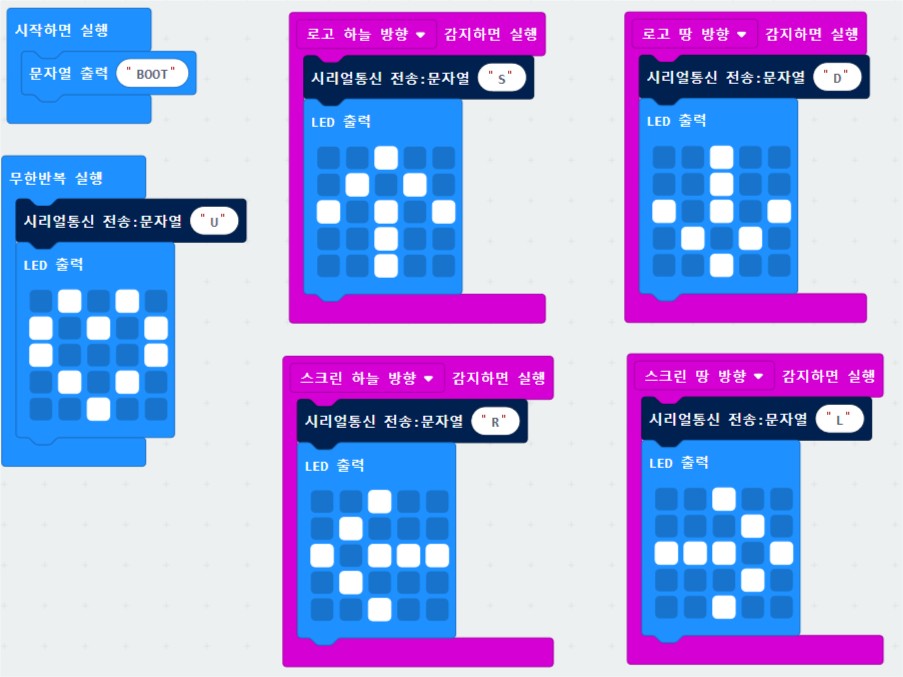 시작하면 실행
문자열 출력 "BOOT"
무한반복 실행
시리얼통신 전송:문자열 "U"
LED 출력
로고 하늘 방향 감지하면 실행
시리얼통신 전송:문자열 "S"
LED 출력
로고 땅 방향 감지하면 실행
시리얼통신 전송:문자열 "D"
LED 출력
스크린 하늘 방향 감지하면 실행
시리얼통신 전송:문자열 "R"
LED 출력
스크린 땅 방향 감지하면 실행
시리얼통신 전송:문자열 "L"
LED 출력